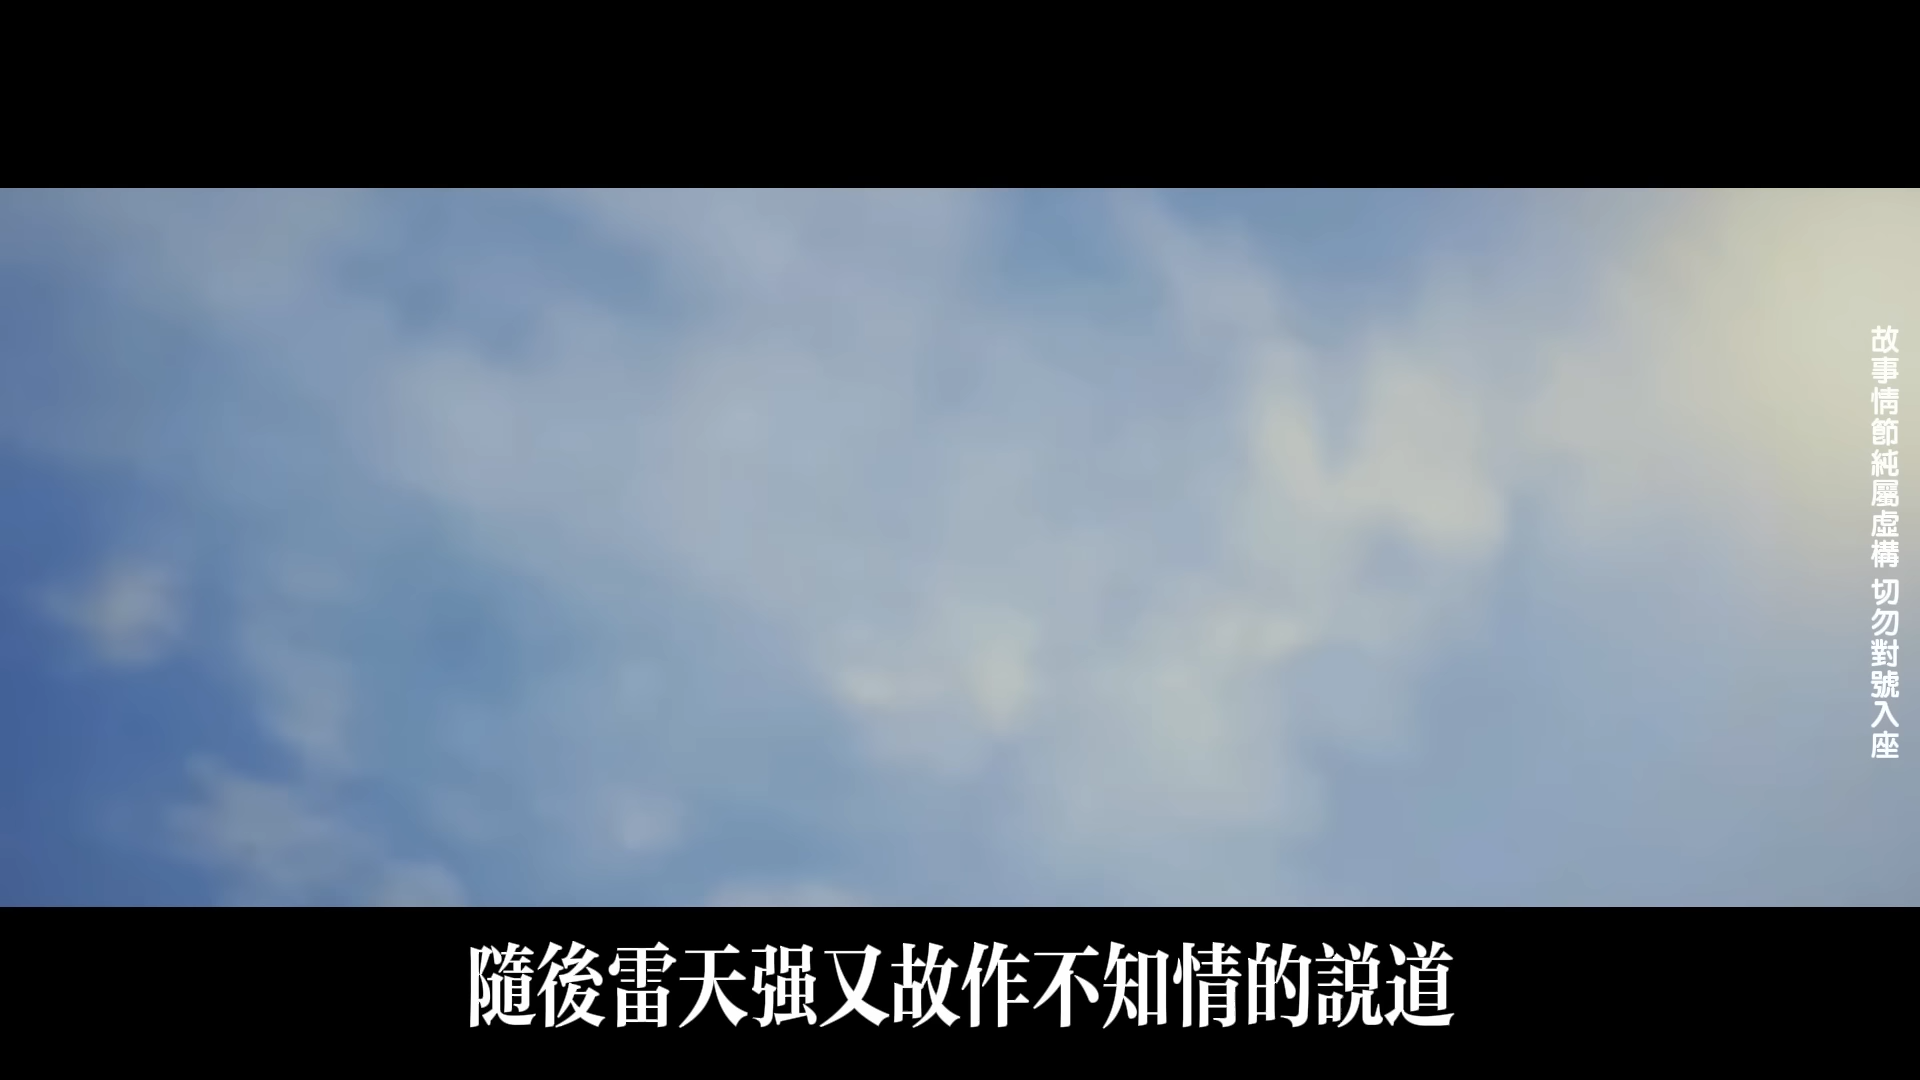 故事情節純屬虛構 切勿對號入座
隨後雷天强又故作不知情的説道